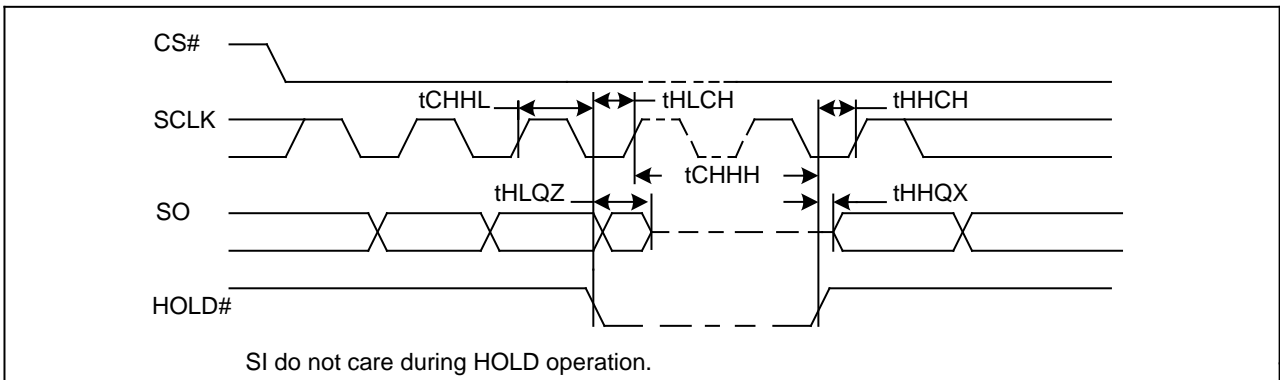 CS#
tCHHL
tHLCH
tHHCH
SCLK
tCHHH
tHLQZ
tHHQX
SO
HOLD#
SI do not care during HOLD operation.